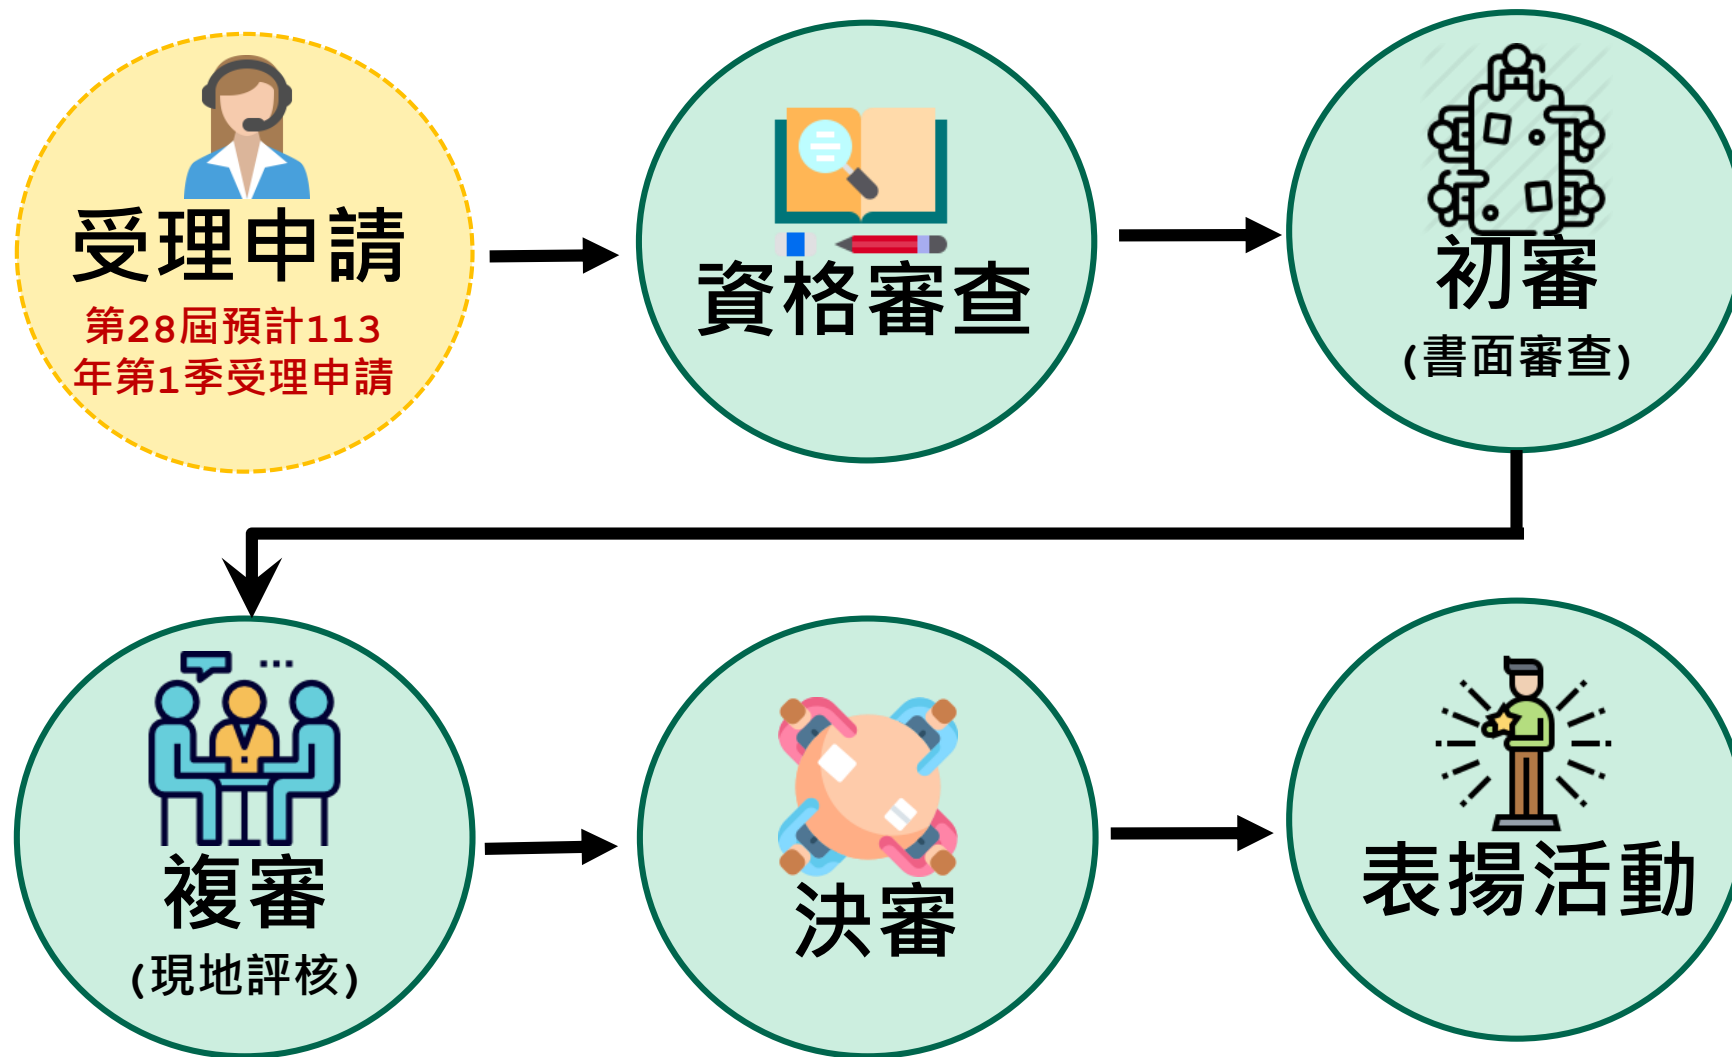 受理申請
第28屆預計113
年第1季受理申請
資格審查
初審
(書面審查)
複審
(現地評核)
決審
表揚活動